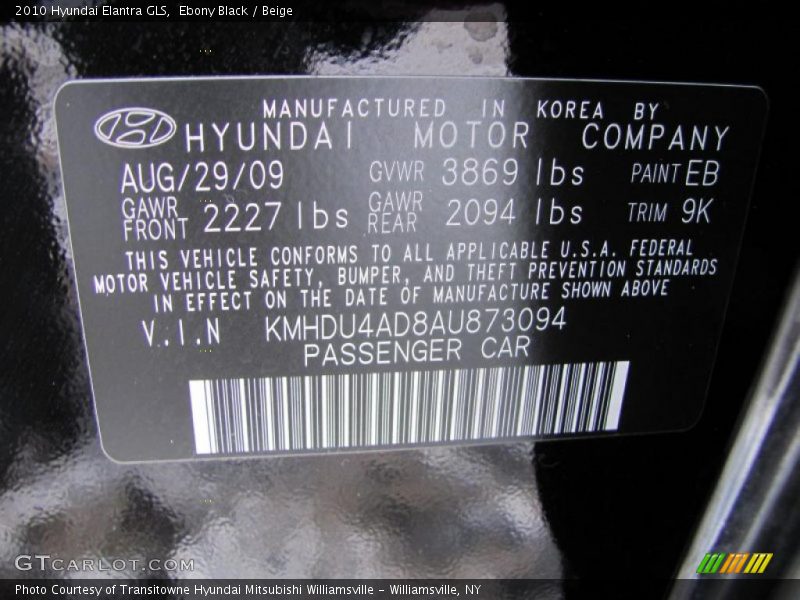 2010 Hyundai Elantra GLS, Ebony Black / Beige
MANUFACTURED IN KOREA BY
HYUNDAI MOTOR COMPANY
AUG/29/09 GVWR 3869 lbs PAINT EB
GAWR FRONT 2227 lbs GAWR REAR 2094 lbs TRIM 9K
THIS VEHICLE CONFORMS TO ALL APPLICABLE U.S.A. FEDERAL
MOTOR VEHICLE SAFETY, BUMPER, AND THEFT PREVENTION STANDARDS
IN EFFECT ON THE DATE OF MANUFACTURE SHOWN ABOVE
V.I.N KMHDU4AD8AU873094
PASSENGER CAR
GTCARLOT.COM
Photo Courtesy of Transitowne Hyundai Mitsubishi Williamsville – Williamsville, NY